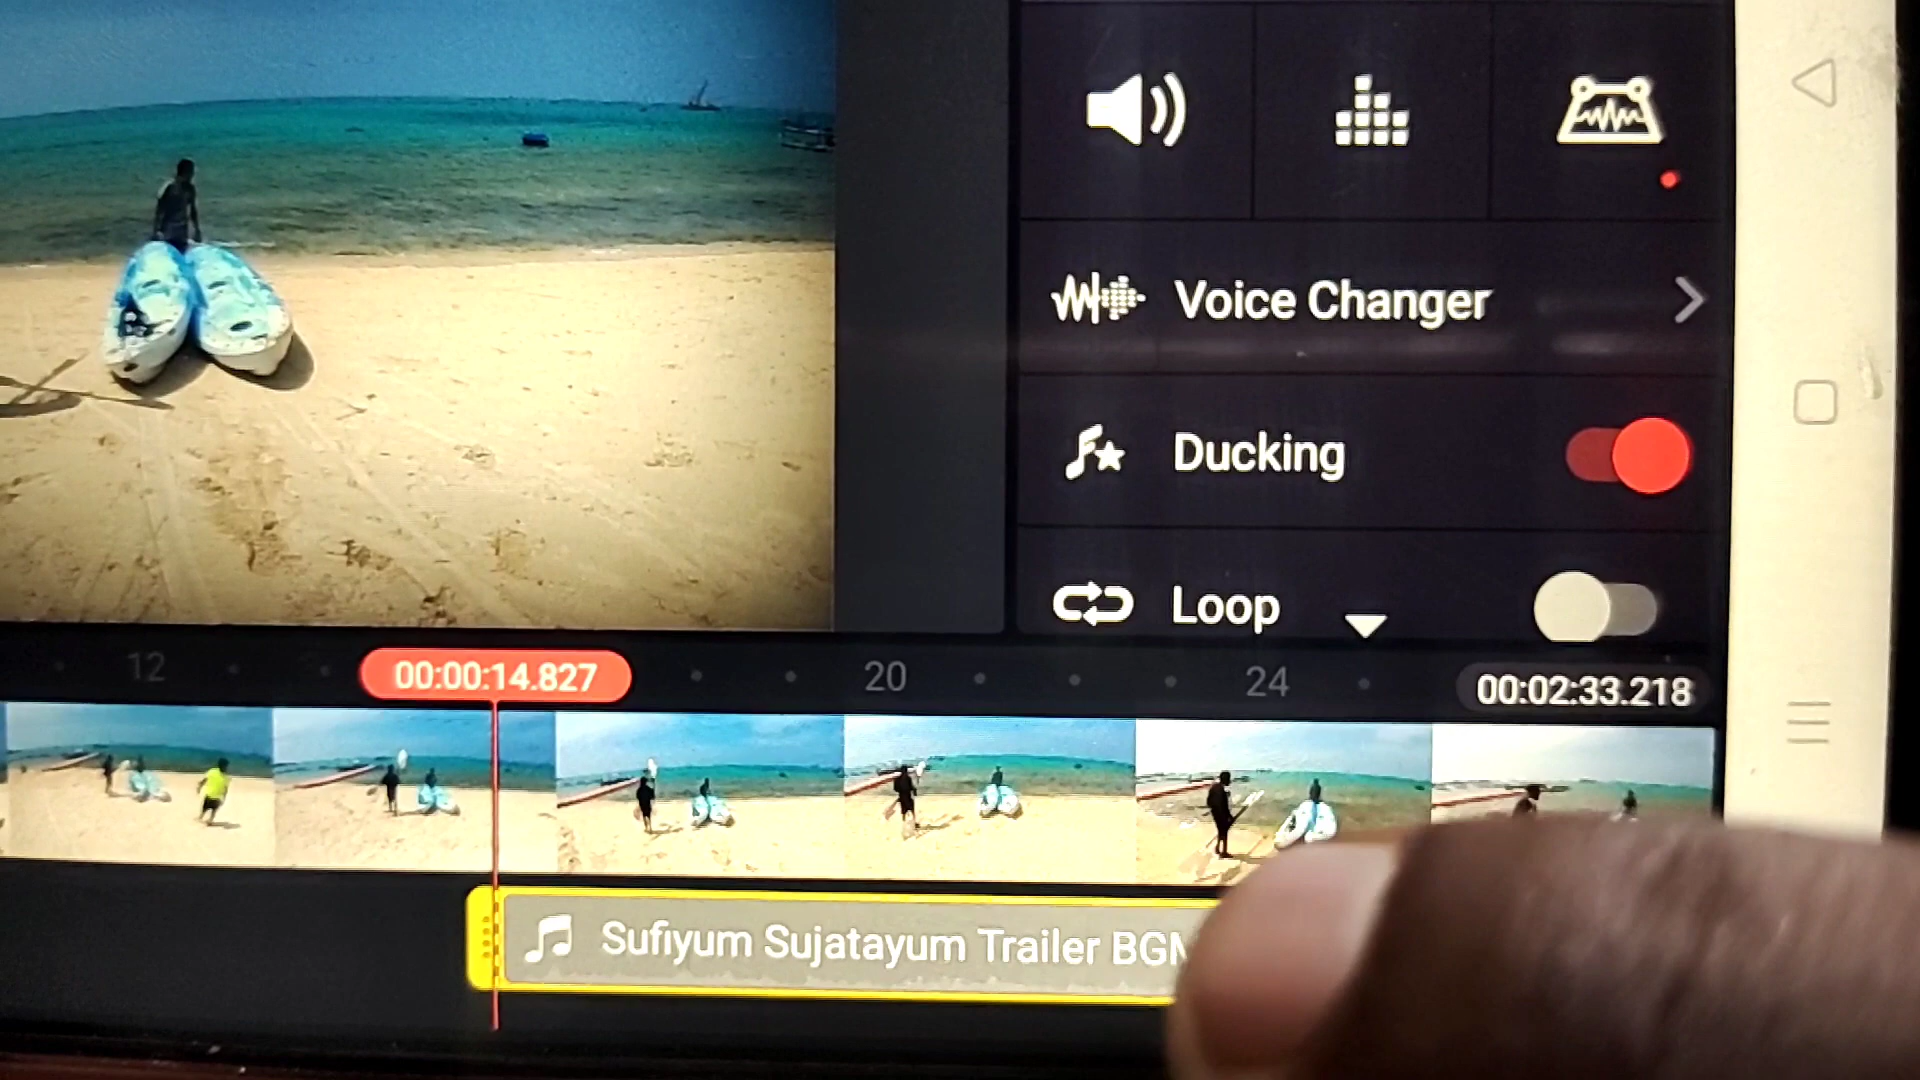 Voice Changer
Ducking
Loop
12
00:00:14.827
20
24
00:02:33.218
Sufiyum Sujatayum Trailer BGM